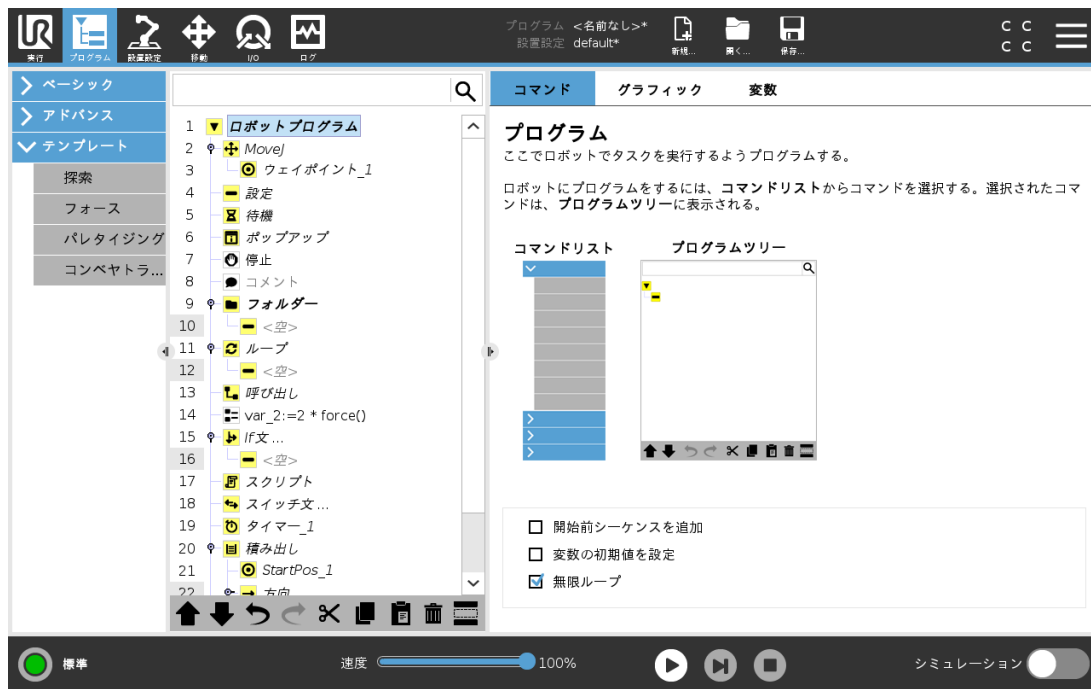 プログラム <名前なし>*
設置設定 default*
C C
C C
実行
プログラム
設置設定
移動
I/O
ログ
新規...
開く...
保存...
ベーシック
アドバンス
テンプレート
探索
フォース
パレタイジング
コンベヤトラ...
1 ロボットプログラム
2 MoveJ
3 ウェイポイント_1
4 設定
5 待機
6 ポップアップ
7 停止
8 コメント
9 フォルダー
10 <空>
11 ループ
12 <空>
13 呼び出し
14 var_2:=2 * force()
15 If文 ...
16 <空>
17 スクリプト
18 スイッチ文 ...
19 タイマー_1
20 積み出し
21 StartPos_1
22 方向
コマンド グラフィック 変数
プログラム
ここでロボットでタスクを実行するようプログラムする。
ロボットにプログラムをするには、コマンドリストからコマンドを選択する。選択されたコマ
ンドは、プログラムツリーに表示される。
コマンドリスト プログラムツリー
開始前シーケンスを追加
変数の初期値を設定
無限ループ
標準
速度 100%
シミュレーション